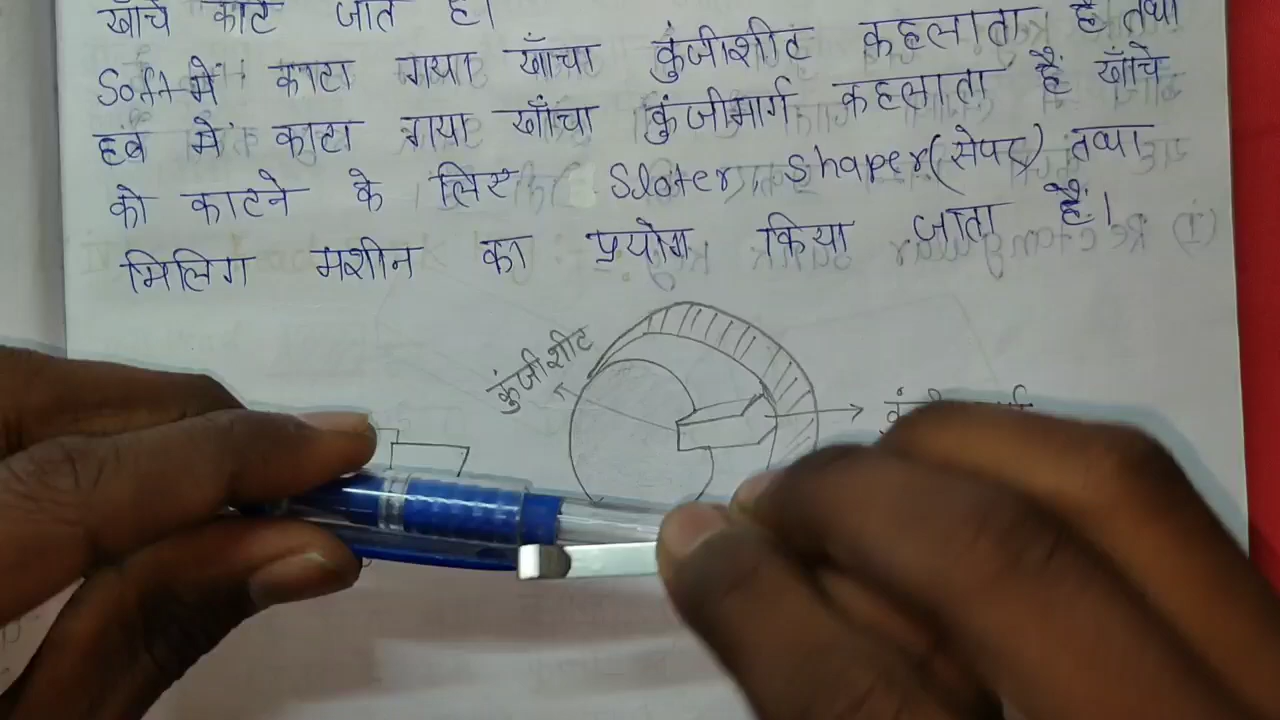 खाँचे काटे जाते हैं।
Soft में काटा गया खाँचा कुंजीशीट कहलाता है तथा
हब में काटा गया खाँचा कुंजीमार्ग कहलाता है खाँचे
को काटने के लिए Sloter, Shaper(सेपर) तथा
मिलिग मशीन का प्रयोग किया जाता है।
कुंजीशीट